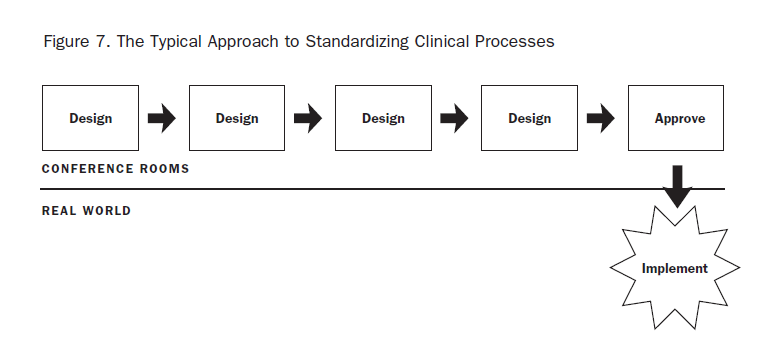 Figure 7. The Typical Approach to Standardizing Clinical Processes
Design
Design
Design
Design
Approve
CONFERENCE ROOMS
REAL WORLD
Implement